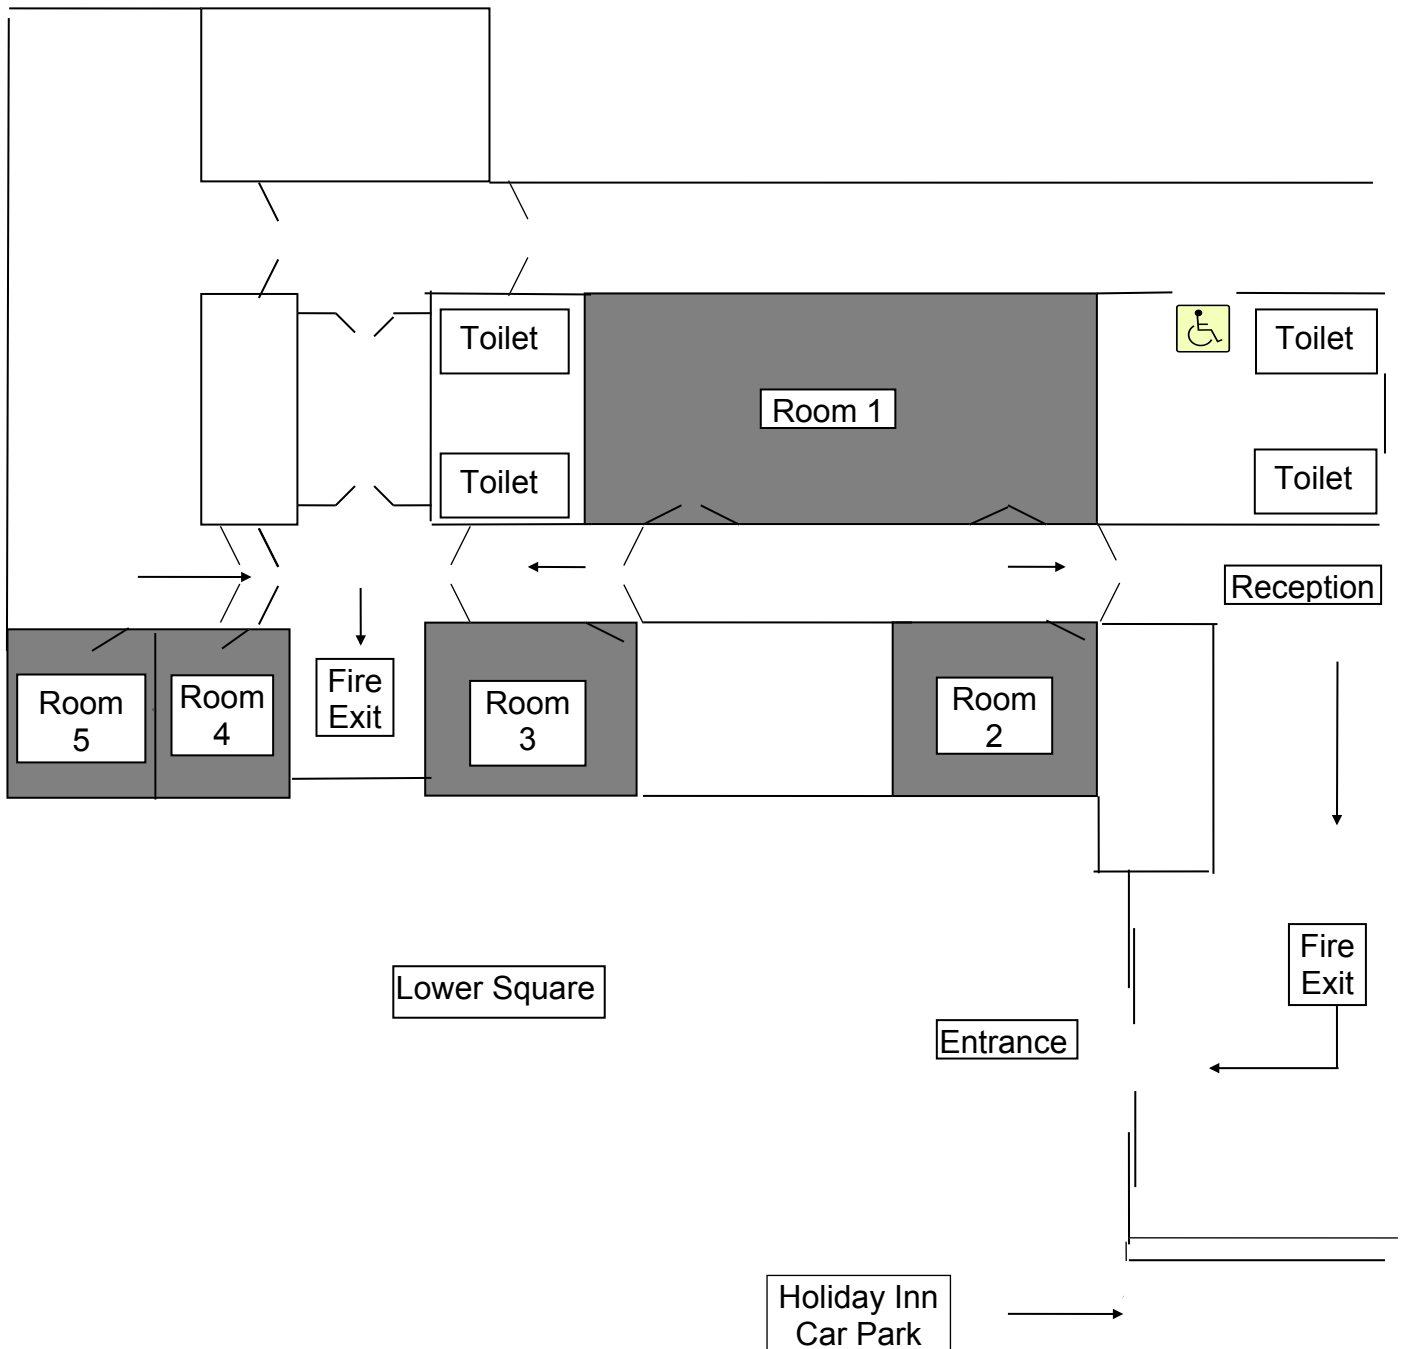 Toilet
Toilet
Room 1
Toilet
Toilet
Reception
Room
5
Room
4
Fire
Exit
Room
3
Room
2
Lower Square
Entrance
Fire
Exit
Holiday Inn
Car Park